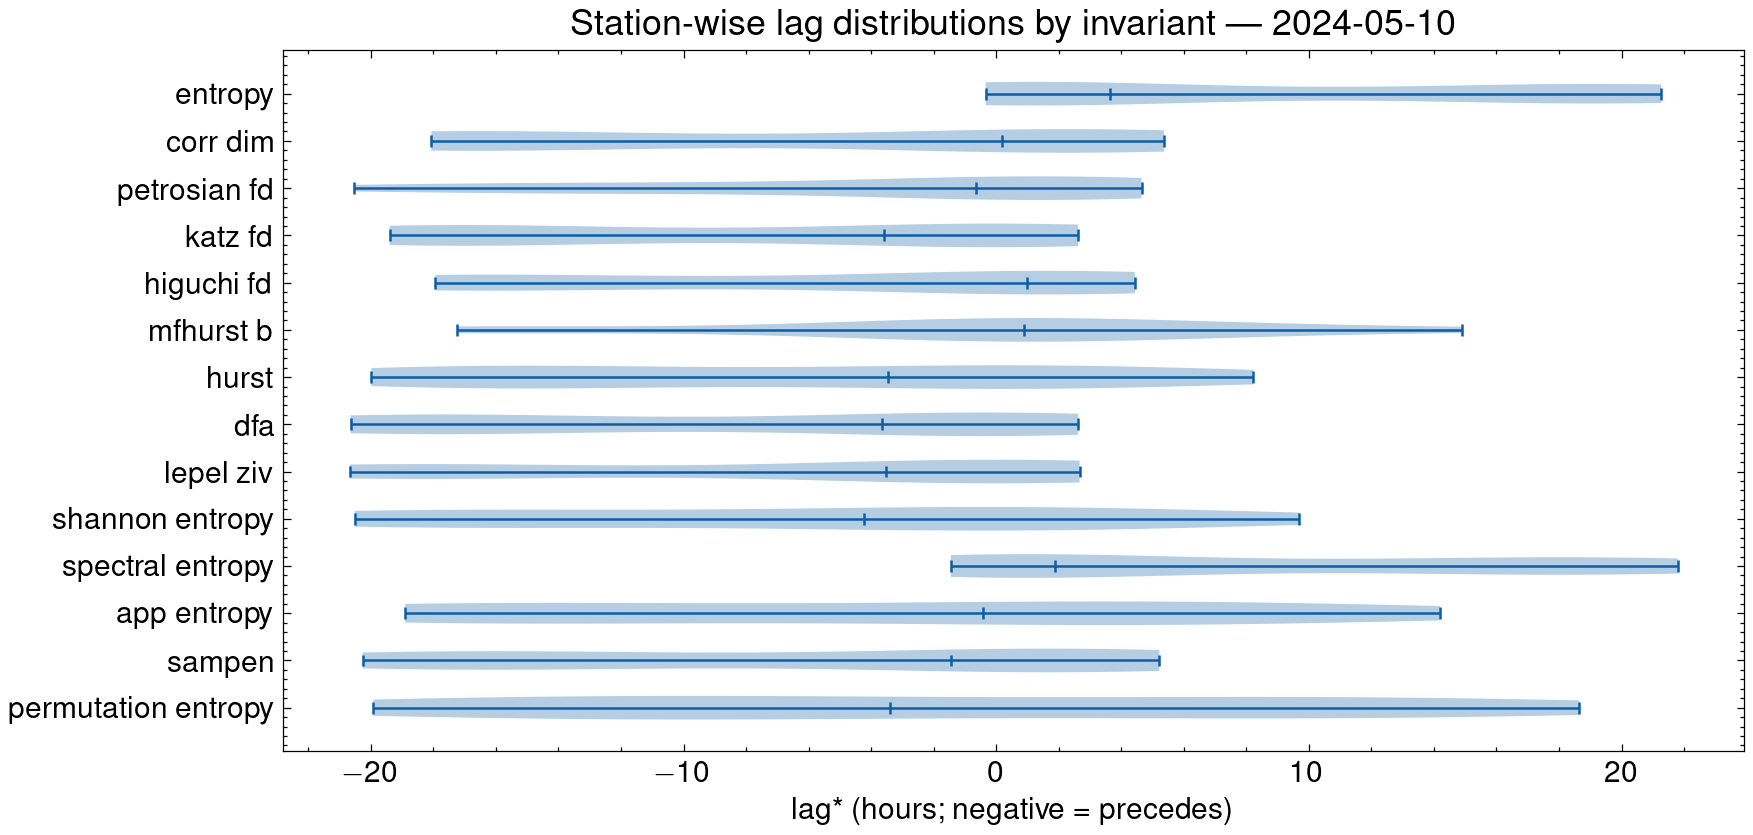 Station-wise lag distributions by invariant — 2024-05-10
entropy
corr dim
petrosian fd
katz fd
higuchi fd
mfhurst b
hurst
dfa
lepel ziv
shannon entropy
spectral entropy
app entropy
sampen
permutation entropy
−20 −10 0 10 20
lag* (hours; negative = precedes)